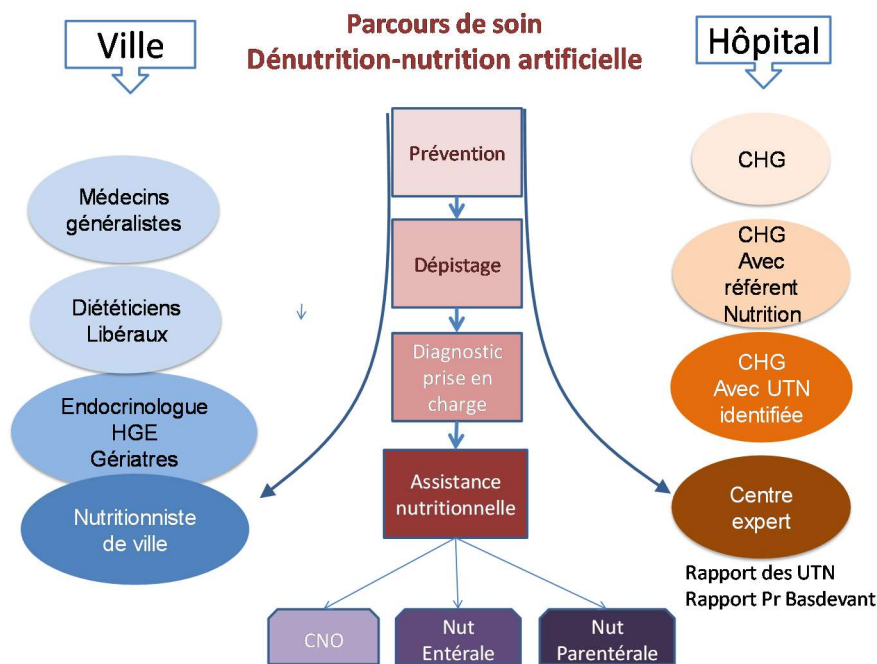 Ville
Parcours de soin
Dénutrition-nutrition artificielle
Hôpital
Médecins
généralistes
Diététiciens
Libéraux
Endocrinologue
HGE
Gériatres
Nutritionniste
de ville
Prévention
Dépistage
Diagnostic
prise en
charge
Assistance
nutritionnelle
CNO
Nut
Entérale
Nut
Parentérale
CHG
CHG
Avec
référent
Nutrition
CHG
Avec UTN
identifiée
Centre
expert
Rapport des UTN
Rapport Pr Basdevant